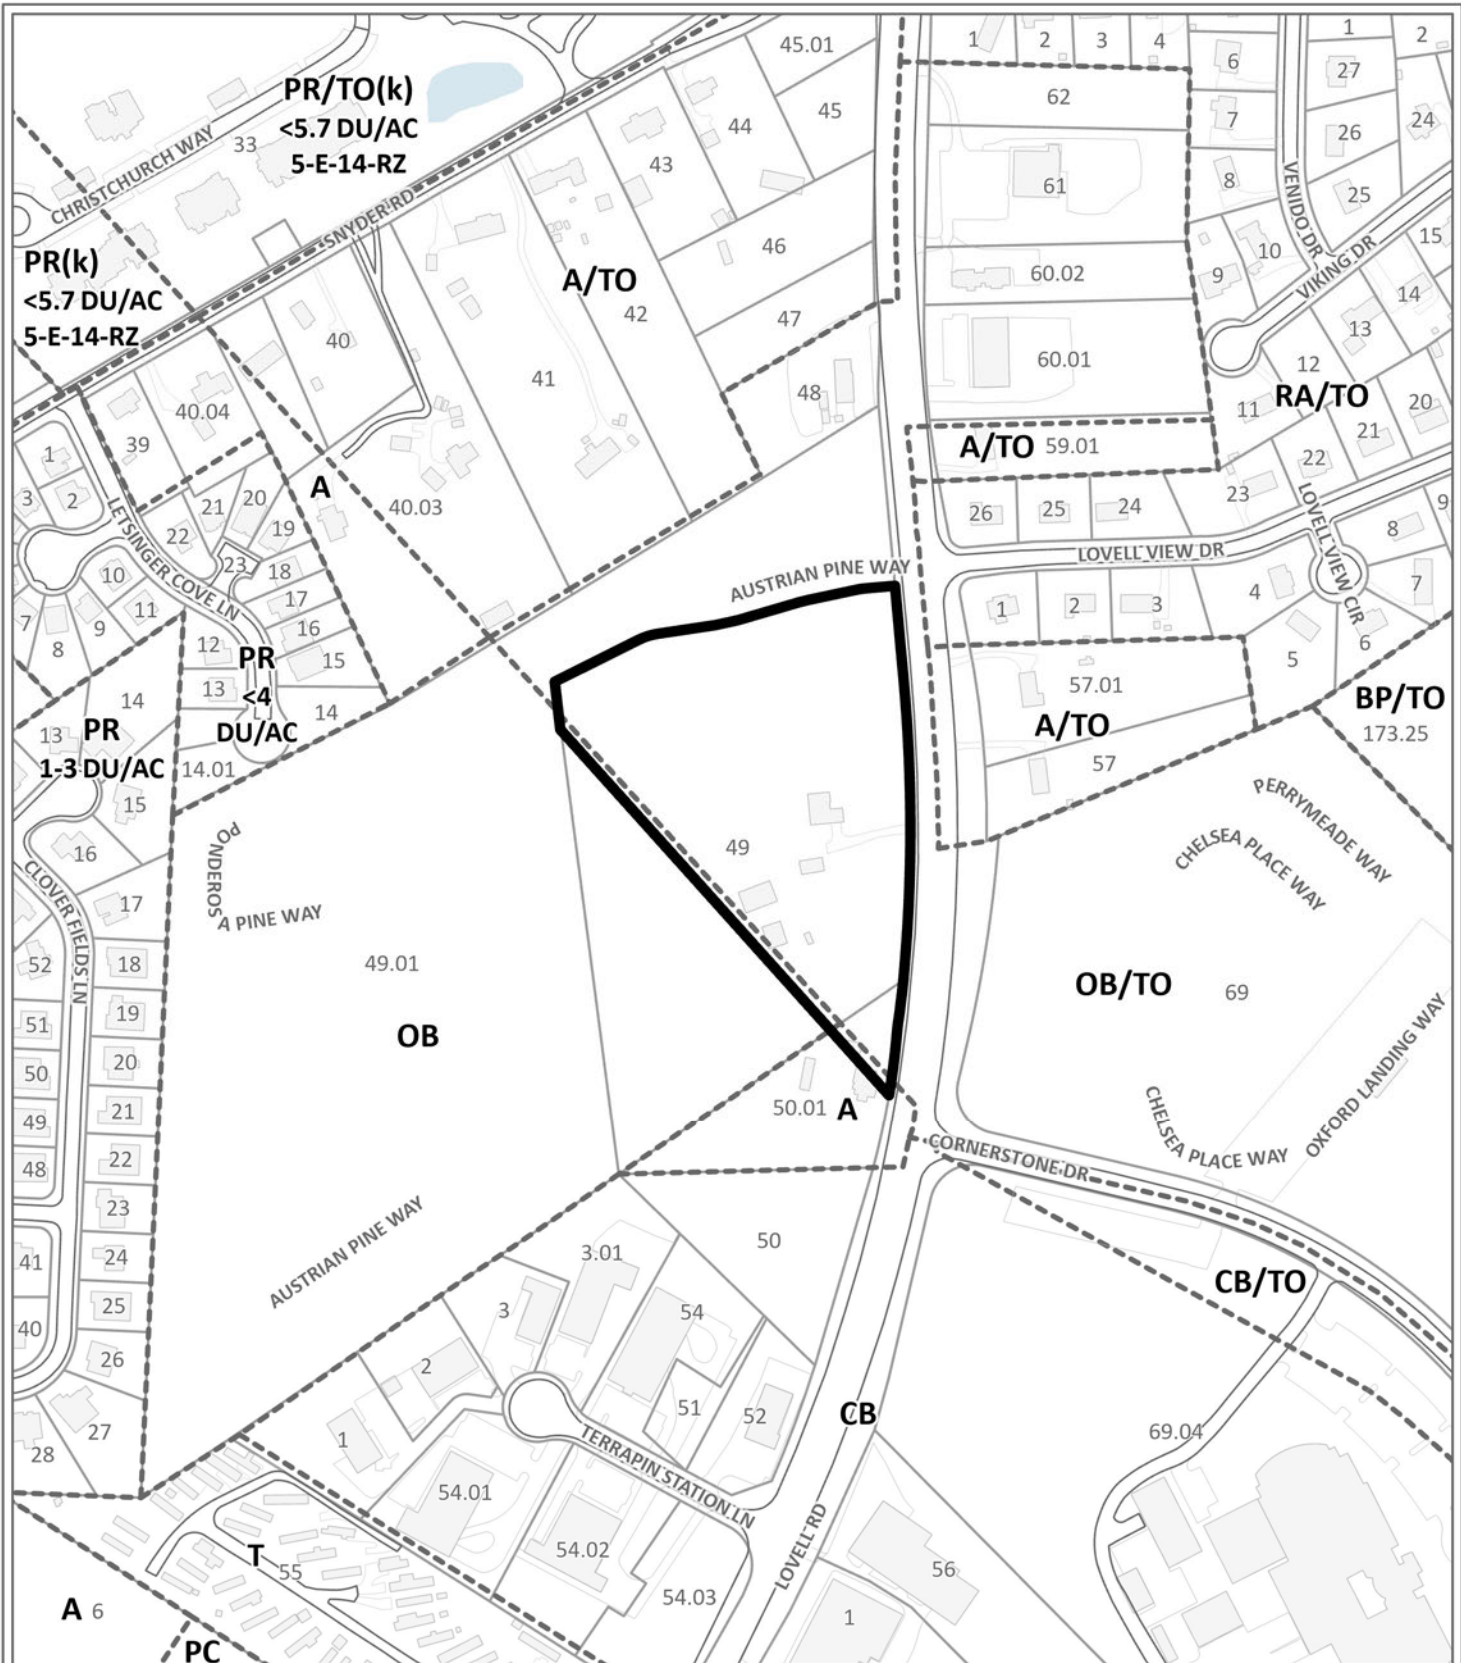 PR/TO(k)
<5.7 DU/AC
5-E-14-RZ
33
CHRISTCHURCH WAY
SNYDER RD
45.01
1
2
3
4
6
1
2
27
62
45
44
43
7
26
24
61
8
25
VENIDO DR
VIKING DR
PR(k)
<5.7 DU/AC
5-E-14-RZ
46
10
15
9
60.02
14
A/TO
42
47
13
40
41
60.01
12
48
RA/TO
40.04
11
20
39
21
A/TO
59.01
1
22
A
3
2
20
21
40.03
26
25
24
23
LOVELL VIEW CIR
9
LETSINGER COVE LN
22
19
8
LOVELL VIEW DR
23
18
10
AUSTRIAN PINE WAY
7
17
11
1
2
3
4
7
9
16
8
12
6
PR
15
5
<4
DU/AC
13
14
14
57.01
BP/TO
173.25
PR
1-3 DU/AC
13
14.01
A/TO
57
15
PERRYMEADE WAY
CHELSEA PLACE WAY
PONDEROSA PINE WAY
49
16
CLOVER FIELDS LN
17
52
18
49.01
OB/TO
69
51
19
OB
50
20
OXFORD LANDING WAY
49
21
50.01
A
CHELSEA PLACE WAY
48
22
CORNERSTONE DR
23
AUSTRIAN PINE WAY
50
3.01
41
24
CB/TO
25
3
54
40
26
2
51
52
CB
27
1
69.04
28
TERRAPIN STATION LN
54.01
54.02
LOVELL RD
T
55
56
54.03
A
6
1
PC